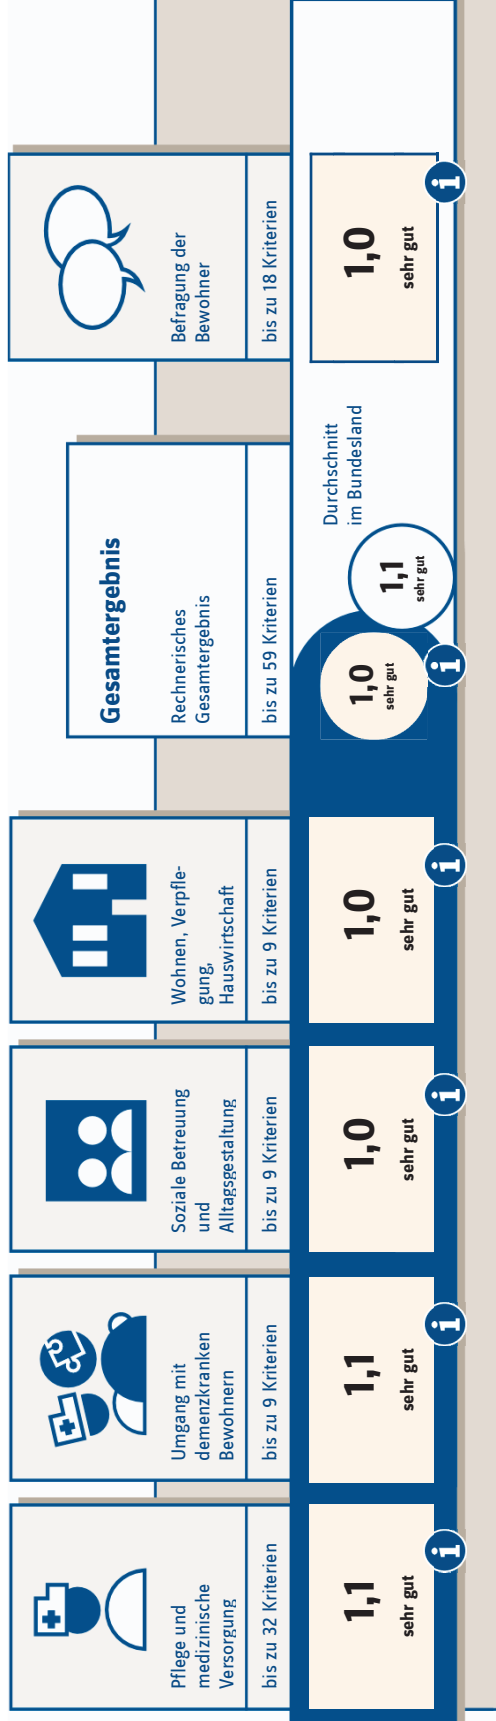 Pflege und
medizinische
Versorgung
bis zu 32 Kriterien
1,1
sehr gut
i
Umgang mit
demenzkranken
Bewohnern
bis zu 9 Kriterien
1,1
sehr gut
i
Soziale Betreuung
und
Alltagsgestaltung
bis zu 9 Kriterien
1,0
sehr gut
i
Wohnen, Verpfle-
gung,
Hauswirtschaft
bis zu 9 Kriterien
1,0
sehr gut
i
Gesamtergebnis
Rechnerisches
Gesamtergebnis
bis zu 59 Kriterien
1,0
sehr gut
i
Durchschnitt
im Bundesland
1,1
sehr gut
Befragung der
Bewohner
bis zu 18 Kriterien
1,0
sehr gut
i